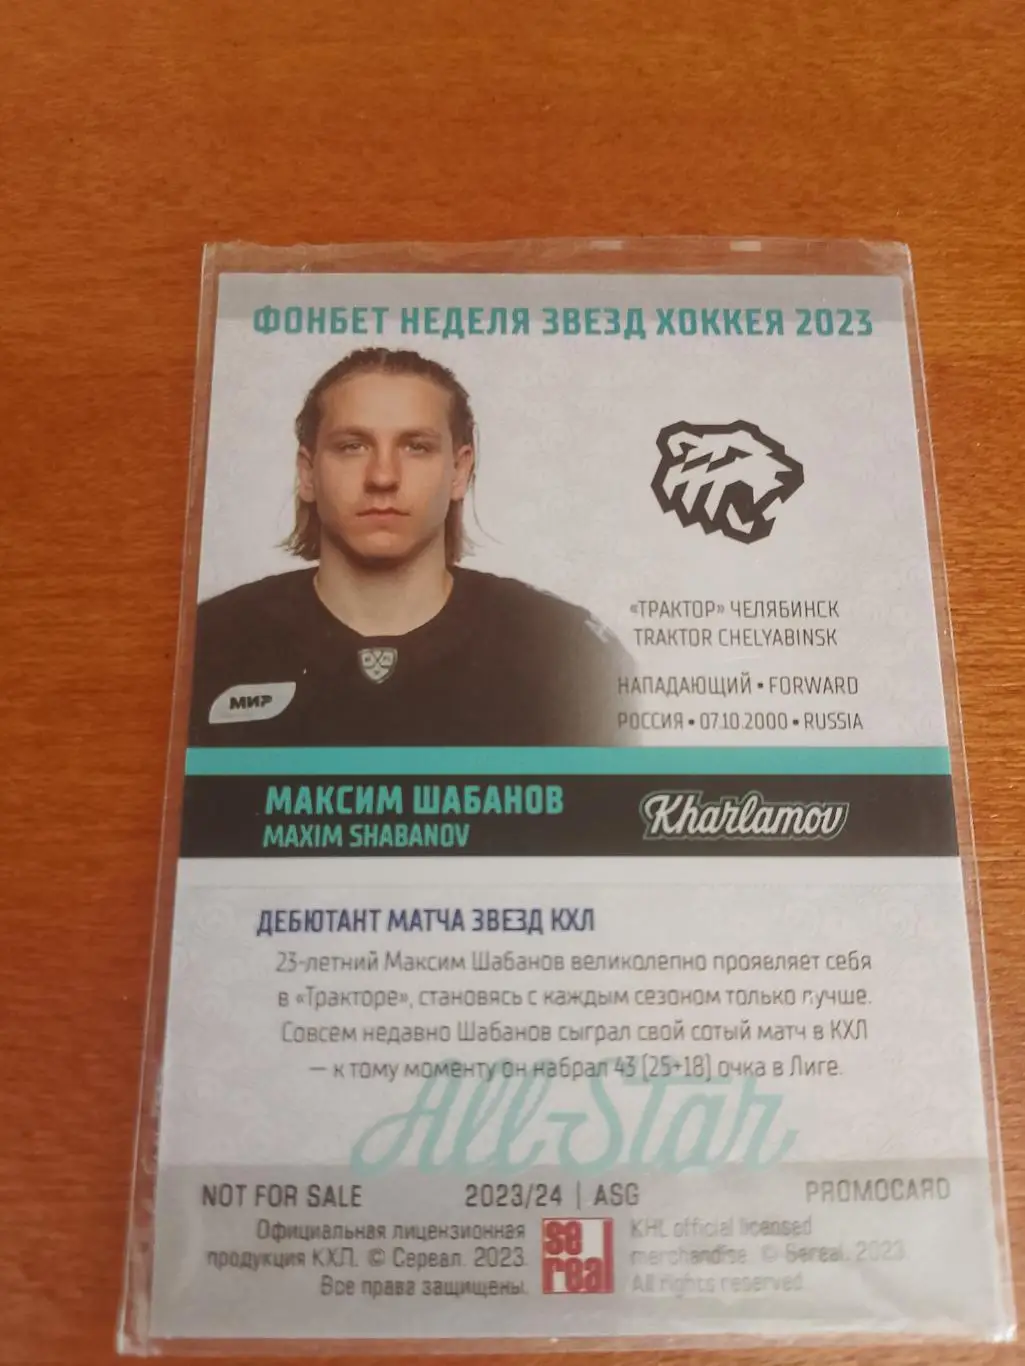 ФОНБЕТ НЕДЕЛЯ ЗВЕЗД ХОККЕЯ 2023
«ТРАКТОР» ЧЕЛЯБИНСК
TRAKTOR CHELYABINSK
НАПАДАЮЩИЙ • FORWARD
РОССИЯ • 07.10.2000 • RUSSIA
МИР
МАКСИМ ШАБАНОВ
MAXIM SHABANOV
Kharlamov
ДЕБЮТАНТ МАТЧА ЗВЕЗД КХЛ
23-летний Максим Шабанов великолепно проявляет себя
в «Тракторе», становясь с каждым сезоном только лучше.
Совсем недавно Шабанов сыграл свой сотый матч в КХЛ
— к тому моменту он набрал 43 (25+18) очка в Лиге.
All-Star
NOT FOR SALE 2023/24 | ASG PROMOCARD
Официальная лицензионная
продукция КХЛ. © Сереал. 2023.
Все права защищены.
se
real
KHL official licensed
merchandise. © Sereal. 2023
All rights reserved.